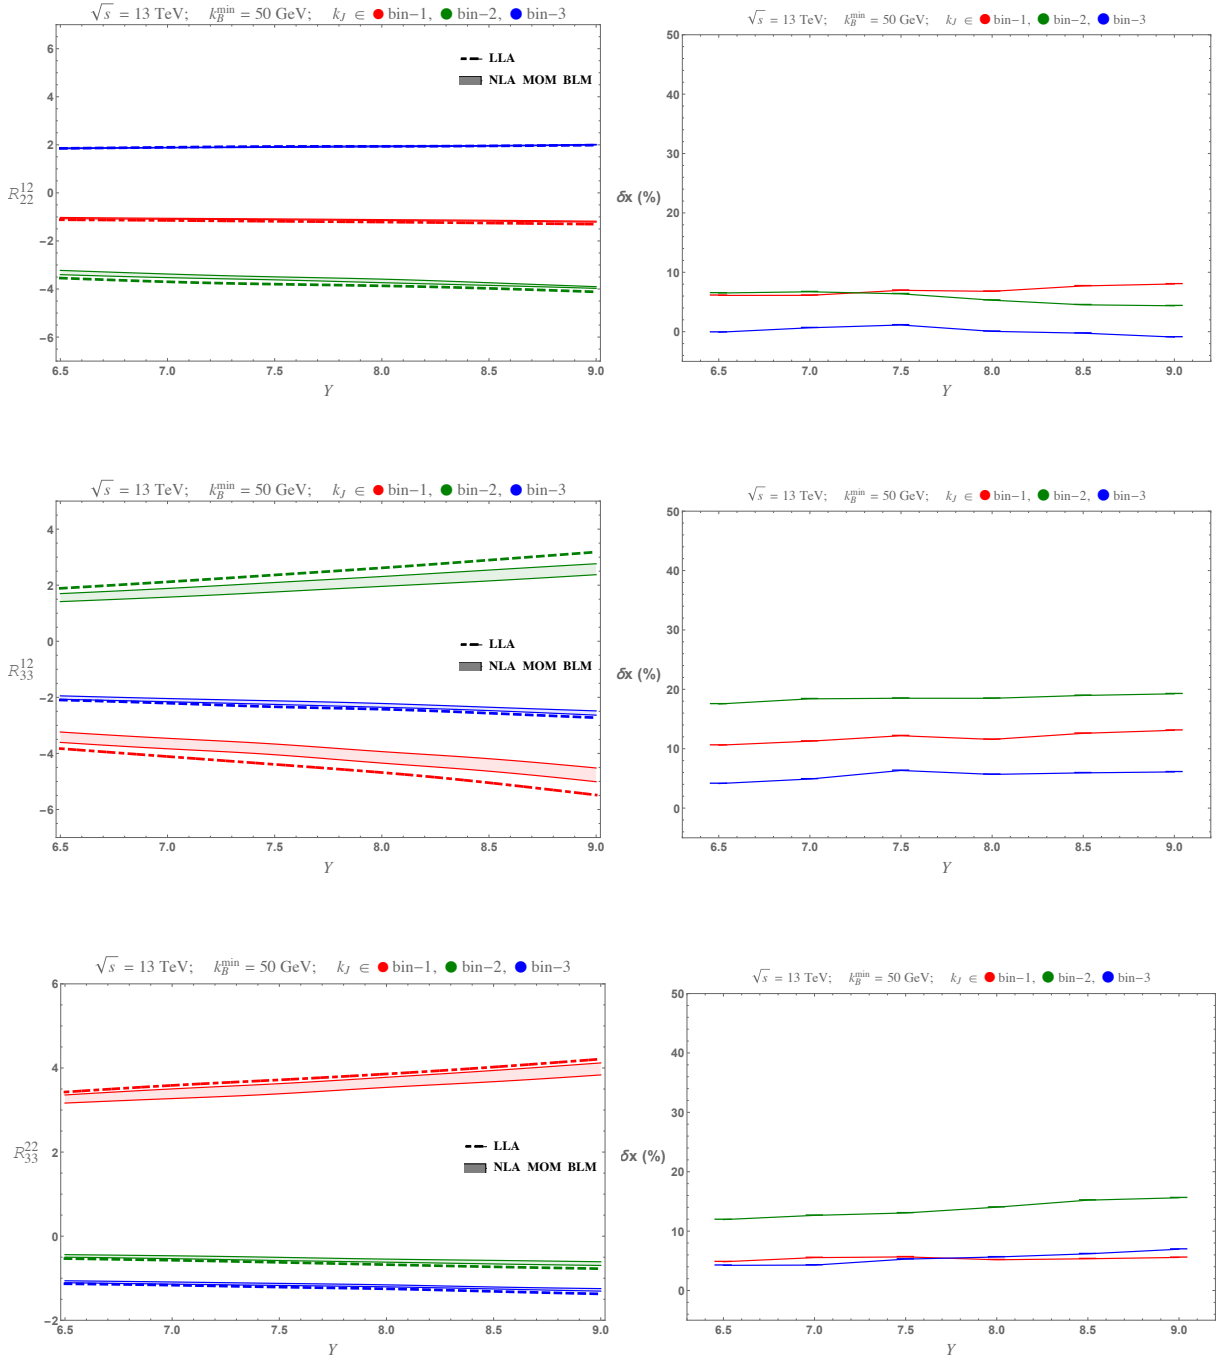 √s = 13 TeV; k_B^min = 50 GeV; k_J ∈ bin−1, bin−2, bin−3
6
4
2
0
−2
−4
−6
R_22^12
LLA
NLA MOM BLM
6.5 7.0 7.5 8.0 8.5 9.0
Y
√s = 13 TeV; k_B^min = 50 GeV; k_J ∈ bin−1, bin−2, bin−3
50
40
30
20
10
0
δx (%)
6.5 7.0 7.5 8.0 8.5 9.0
Y
√s = 13 TeV; k_B^min = 50 GeV; k_J ∈ bin−1, bin−2, bin−3
4
2
0
−2
−4
−6
R_33^12
LLA
NLA MOM BLM
6.5 7.0 7.5 8.0 8.5 9.0
Y
√s = 13 TeV; k_B^min = 50 GeV; k_J ∈ bin−1, bin−2, bin−3
50
40
30
20
10
0
δx (%)
6.5 7.0 7.5 8.0 8.5 9.0
Y
√s = 13 TeV; k_B^min = 50 GeV; k_J ∈ bin−1, bin−2, bin−3
6
4
2
0
−2
R_33^22
LLA
NLA MOM BLM
6.5 7.0 7.5 8.0 8.5 9.0
Y
√s = 13 TeV; k_B^min = 50 GeV; k_J ∈ bin−1, bin−2, bin−3
50
40
30
20
10
0
δx (%)
6.5 7.0 7.5 8.0 8.5 9.0
Y